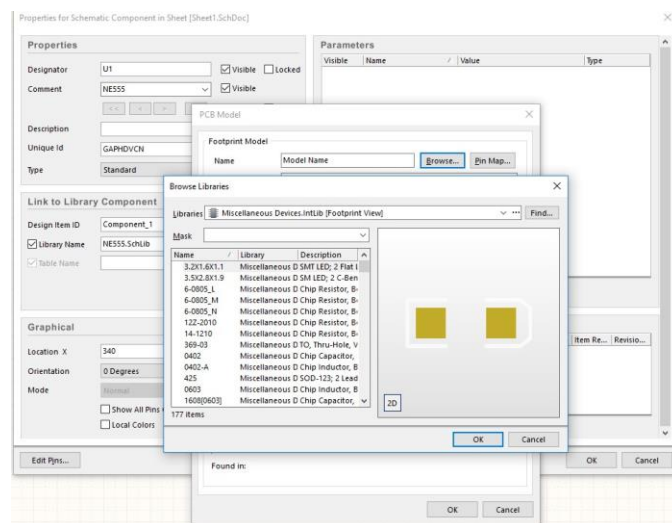 Properties for Schematic Component in Sheet [Sheet1.SchDoc]
Properties
Designator U1 Visible Locked
Comment NE555 Visible
<< < >
Description
Unique Id GAPHDVCN
Type Standard
Link to Library Component
Design Item ID Component_1
Library Name NE555.SchLib
Table Name
Graphical
Location X 340
Orientation 0 Degrees
Mode Normal
Show All Pins
Local Colors
Edit Pins...
Parameters
Visible Name / Value Type
Item Re... Revisio...
OK Cancel
PCB Model
Footprint Model
Name Model Name Browse... Pin Map...
Found in:
OK Cancel
Browse Libraries
Libraries Miscellaneous Devices.IntLib [Footprint View] ... Find...
Mask
Name / Library Description
3.2X1.6X1.1 Miscellaneous D SMT LED; 2 Flat L
3.5X2.8X1.9 Miscellaneous D SMT LED; 2 C-Ben
6-0805_L Miscellaneous D Chip Resistor, B
6-0805_M Miscellaneous D Chip Resistor, B
6-0805_N Miscellaneous D Chip Resistor, B
12Z-2010 Miscellaneous D Chip Resistor, B
14-1210 Miscellaneous D Chip Resistor, B
369-03 Miscellaneous D TO, Thru-Hole, V
0402 Miscellaneous D Chip Capacitor,
0402-A Miscellaneous D Chip Inductor, B
425 Miscellaneous D SOD-123; 2 Lead
0603 Miscellaneous D Chip Inductor, B
1608[0603] Miscellaneous D Chip Capacitor,
177 items
2D
OK Cancel